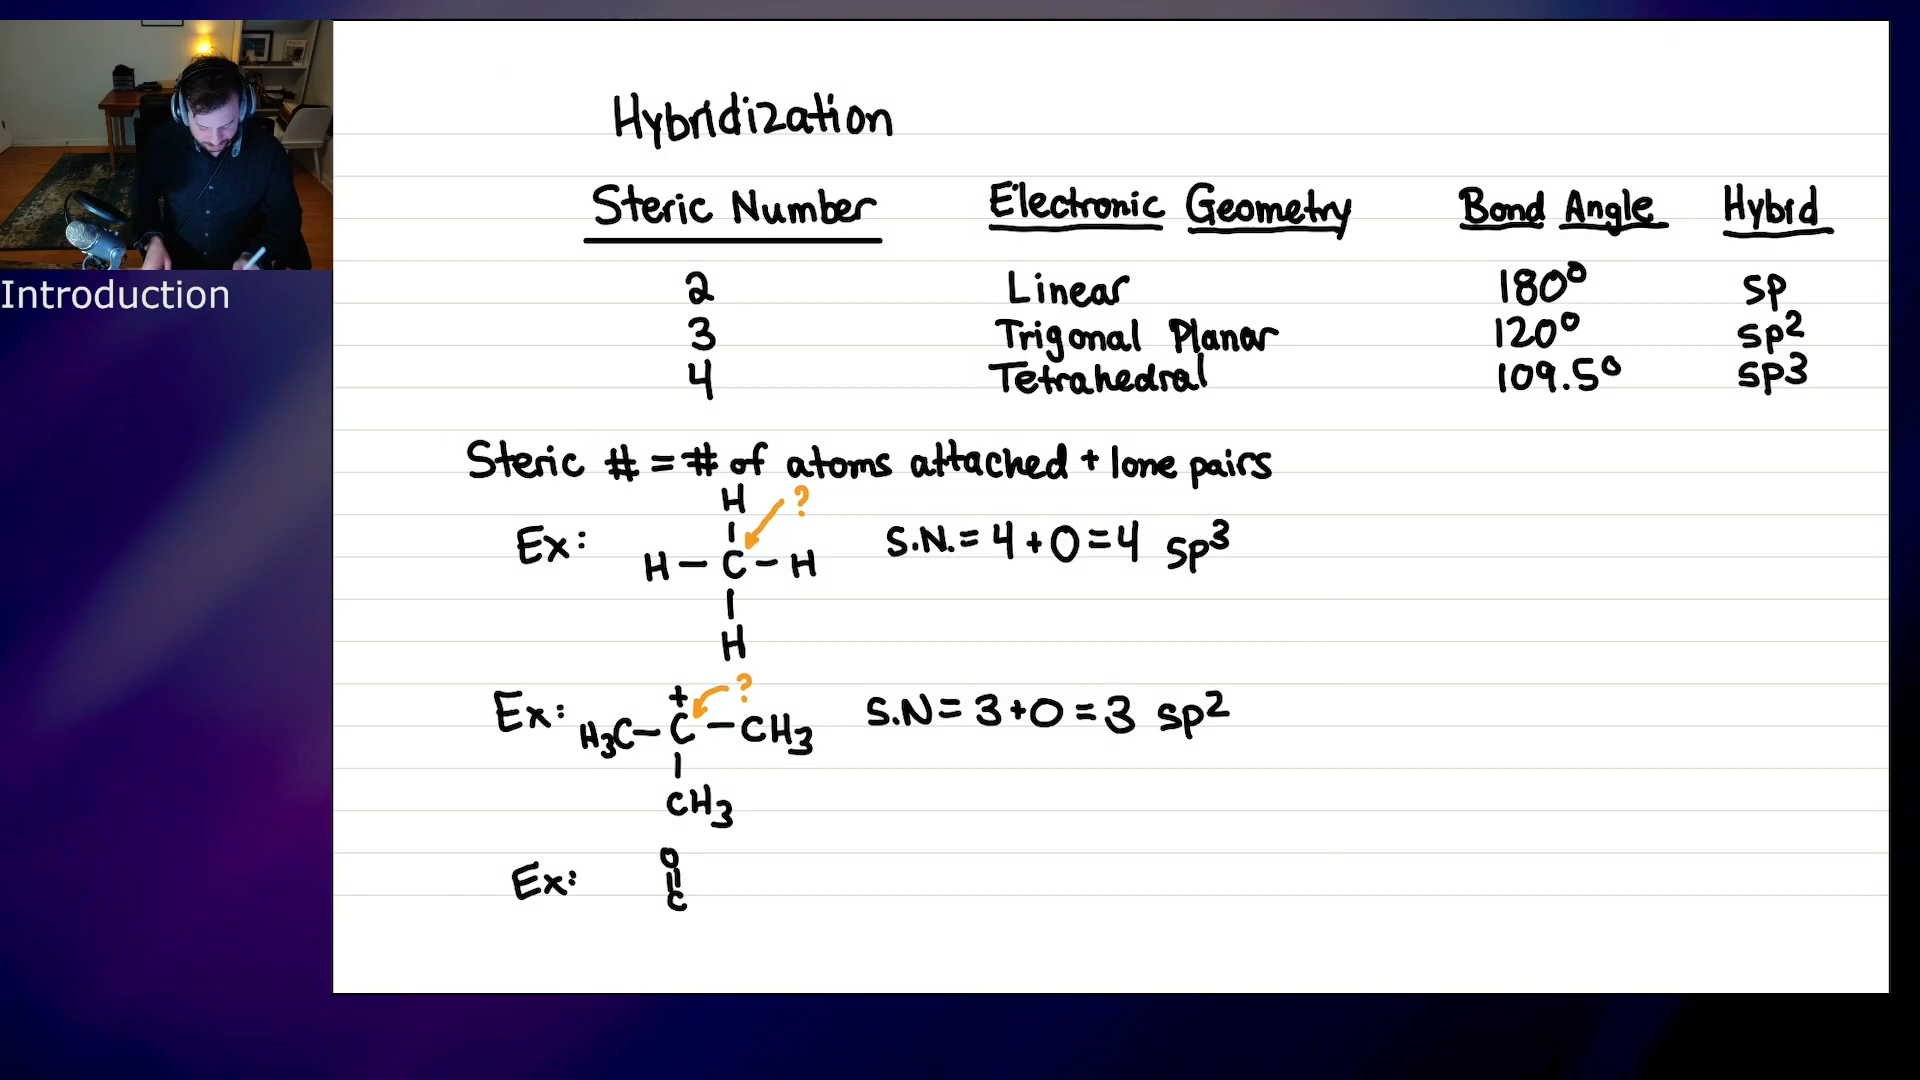 Introduction
Hybridization
Steric Number Electronic Geometry Bond Angle Hybrid
2 Linear 180° sp
3 Trigonal Planar 120° sp2
4 Tetrahedral 109.5° sp3
Steric # = # of atoms attached + lone pairs
H ?
Ex: H - C - H S.N. = 4 + 0 = 4 sp3
H
+ ?
Ex: H3C - C - CH3 S.N = 3 + 0 = 3 sp2
CH3
O
Ex: ||
C